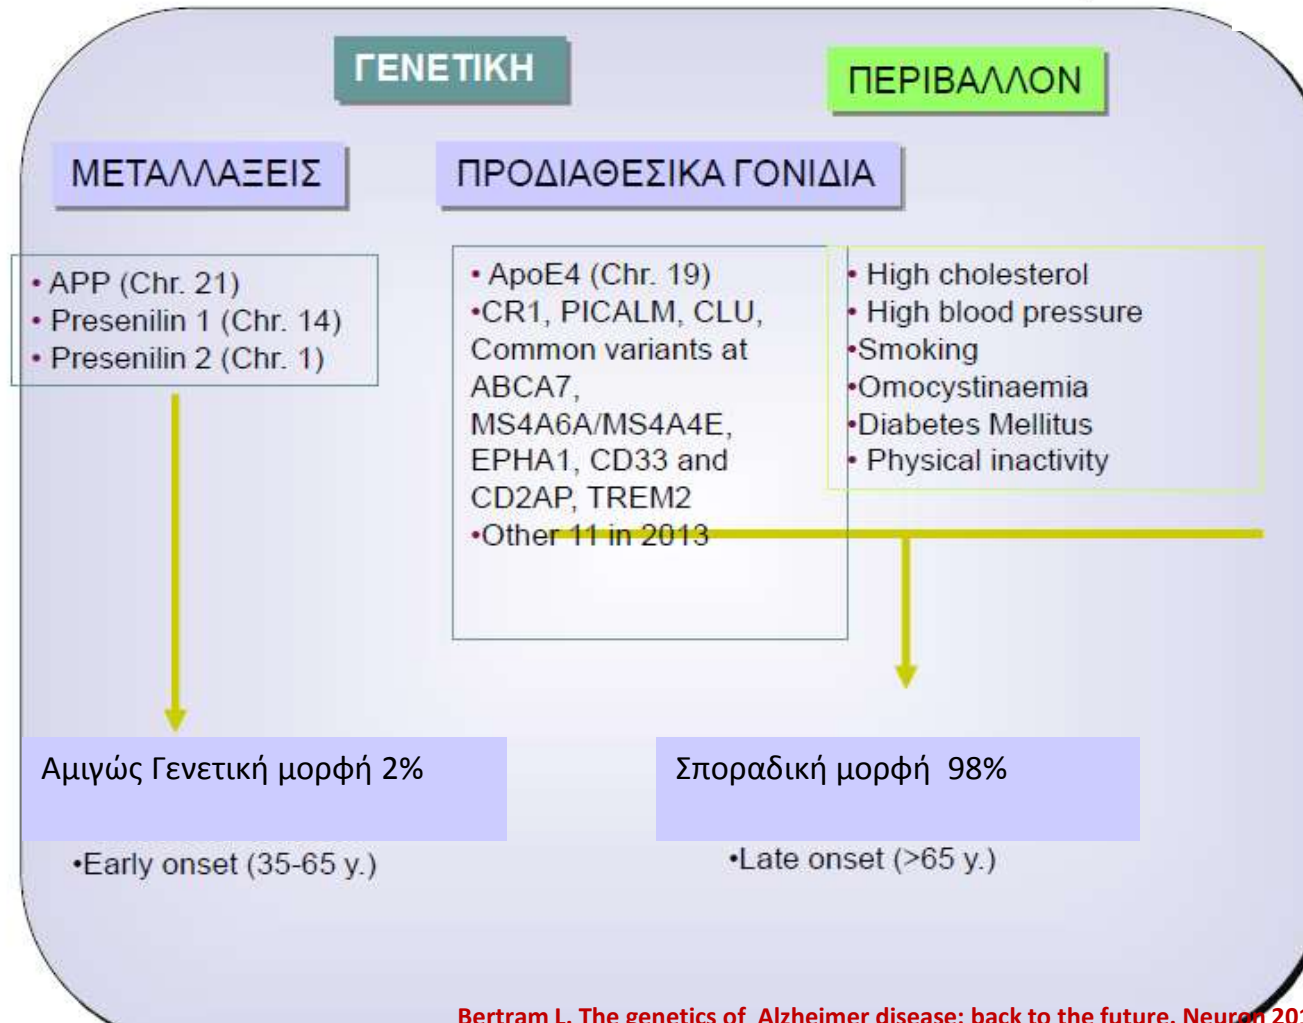 ΓΕΝΕΤΙΚΗ
ΠΕΡΙΒΑΛΛΟΝ
ΜΕΤΑΛΛΑΞΕΙΣ
ΠΡΟΔΙΑΘΕΣΙΚΑ ΓΟΝΙΔΙΑ
• APP (Chr. 21)
• Presenilin 1 (Chr. 14)
• Presenilin 2 (Chr. 1)
• ApoE4 (Chr. 19)
•CR1, PICALM, CLU,
Common variants at
ABCA7,
MS4A6A/MS4A4E,
EPHA1, CD33 and
CD2AP, TREM2
•Other 11 in 2013
• High cholesterol
• High blood pressure
•Smoking
•Omocystinaemia
•Diabetes Mellitus
• Physical inactivity
Αμιγώς Γενετική μορφή 2%
Σποραδική μορφή 98%
•Early onset (35-65 y.)
•Late onset (>65 y.)
Bertram L. The genetics of Alzheimer disease: back to the future. Neuron